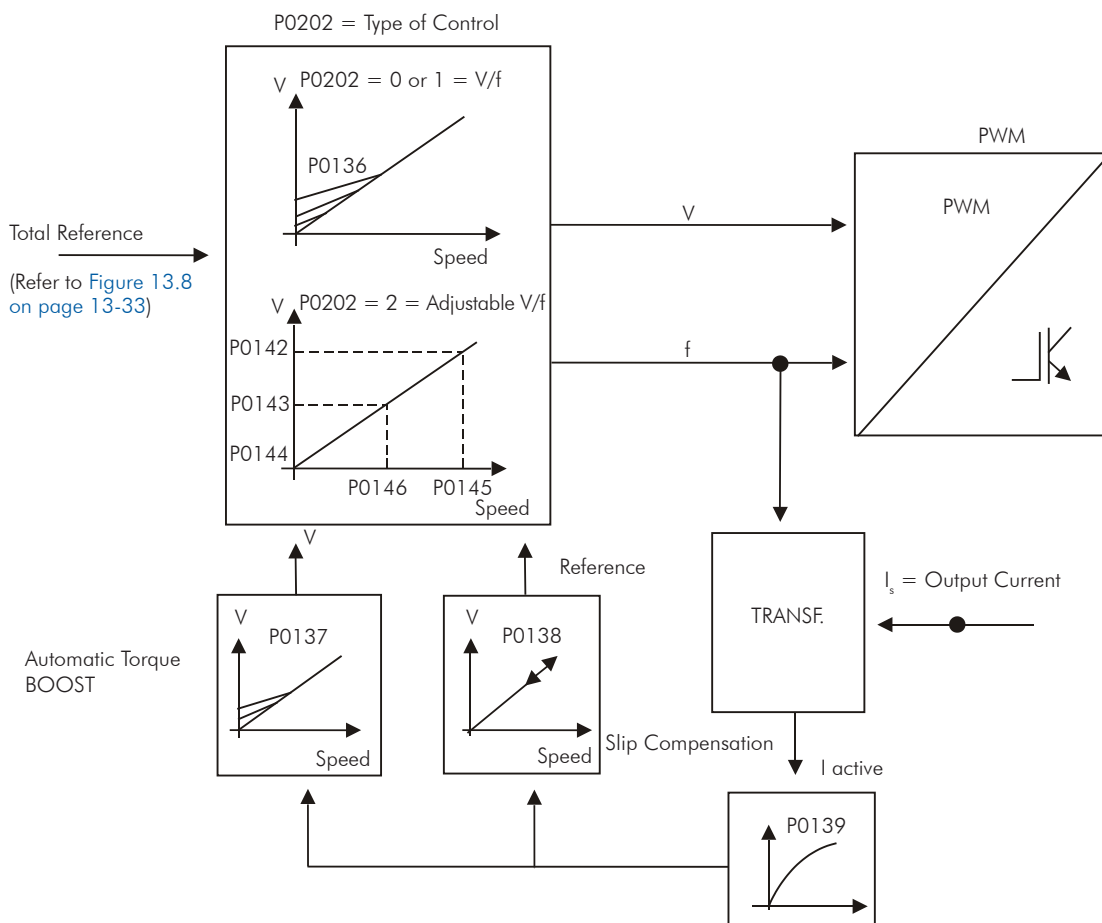 P0202 = Type of Control
V P0202 = 0 or 1 = V/f
P0136
Speed
Total Reference
(Refer to Figure 13.8
on page 13-33)
V P0202 = 2 = Adjustable V/f
P0142
P0143
P0144
P0146 P0145
Speed
PWM
PWM
V
f
V
Reference
TRANSF.
I_s = Output Current
Automatic Torque
BOOST
V
P0137
Speed
V
P0138
Speed
Slip Compensation
I active
P0139